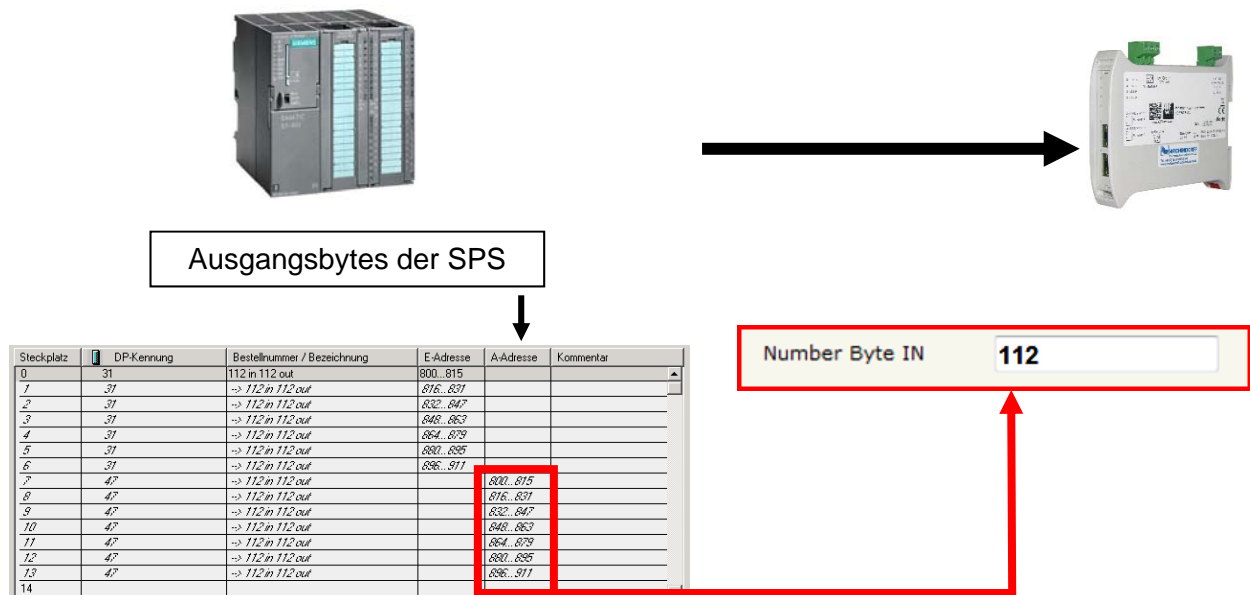 SIEMENS
Ausgangsbytes der SPS
Steckplatz DP-Kennung Bestellnummer / Bezeichnung E-Adresse A-Adresse Kommentar
0 31 112 in 112 out 800...815
1 31 --> 112 in 112 out 816...831
2 31 --> 112 in 112 out 832...847
3 31 --> 112 in 112 out 848...863
4 31 --> 112 in 112 out 864...879
5 31 --> 112 in 112 out 880...895
6 31 --> 112 in 112 out 896...911
7 47 --> 112 in 112 out 800...815
8 47 --> 112 in 112 out 816...831
9 47 --> 112 in 112 out 832...847
10 47 --> 112 in 112 out 848...863
11 47 --> 112 in 112 out 864...879
12 47 --> 112 in 112 out 880...895
13 47 --> 112 in 112 out 896...911
14
Number Byte IN 112